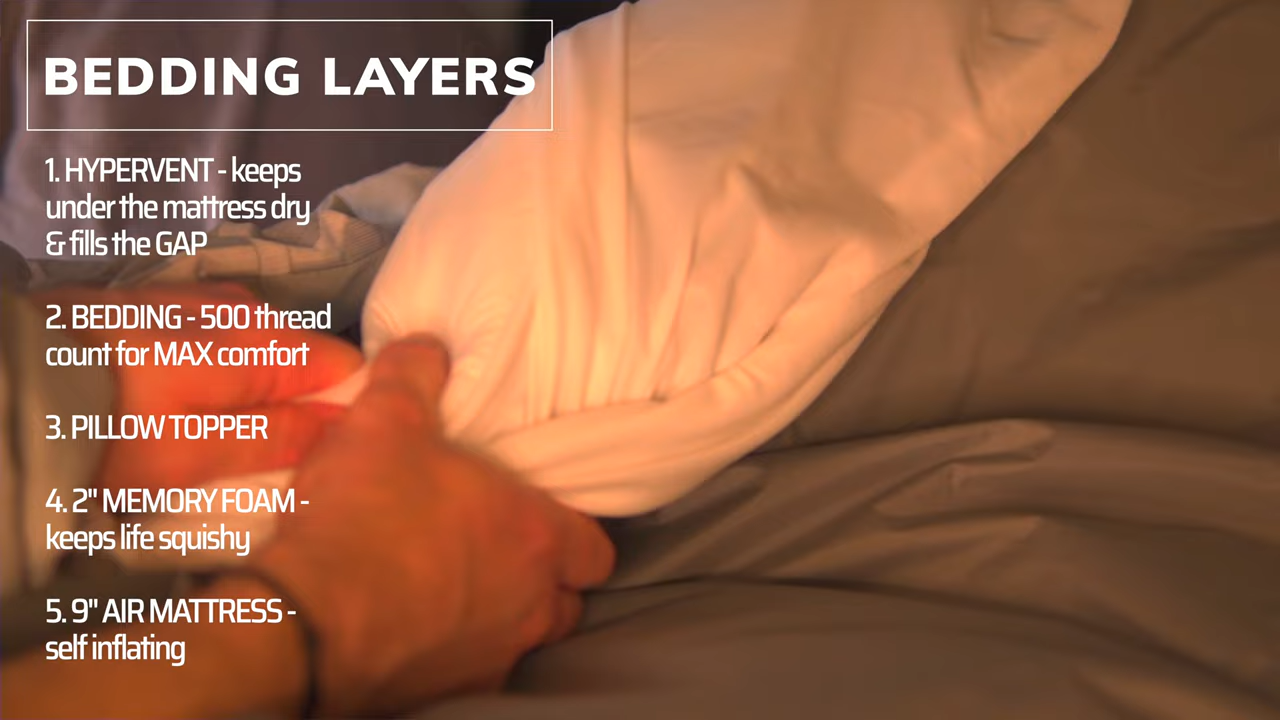 BEDDING LAYERS
1. HYPERVENT - keeps
under the mattress dry
& fills the GAP
2. BEDDING - 500 thread
count for MAX comfort
3. PILLOW TOPPER
4. 2" MEMORY FOAM -
keeps life squishy
5. 9" AIR MATTRESS -
self inflating